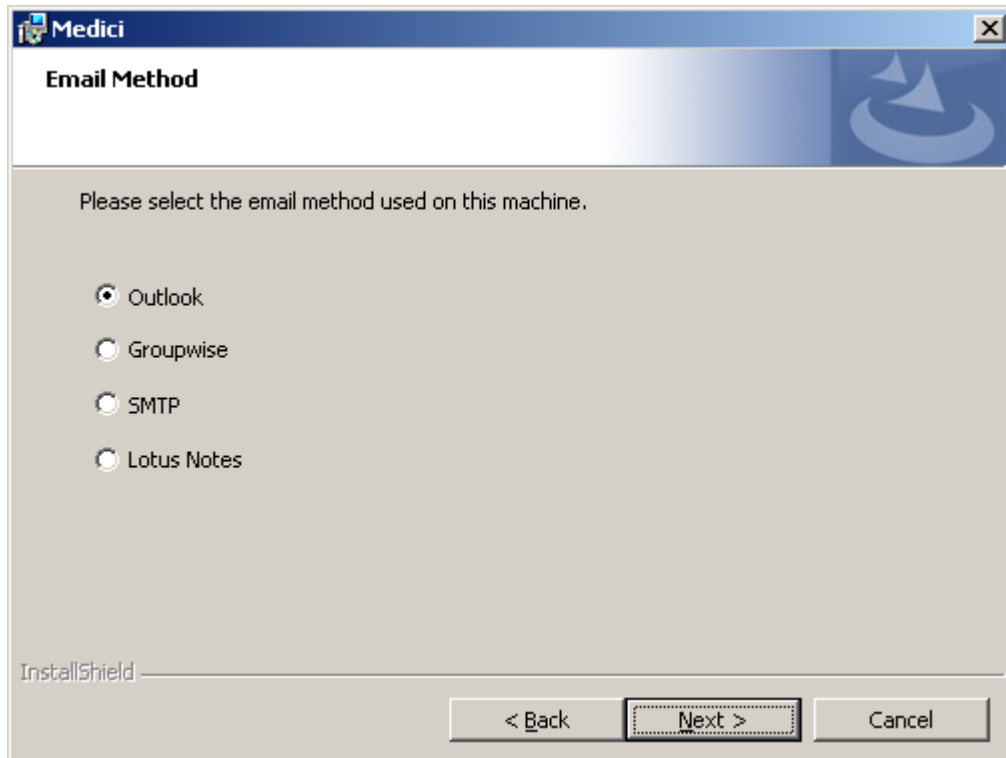 Medici
Email Method
Please select the email method used on this machine.
Outlook
Groupwise
SMTP
Lotus Notes
InstallShield
< Back
Next >
Cancel